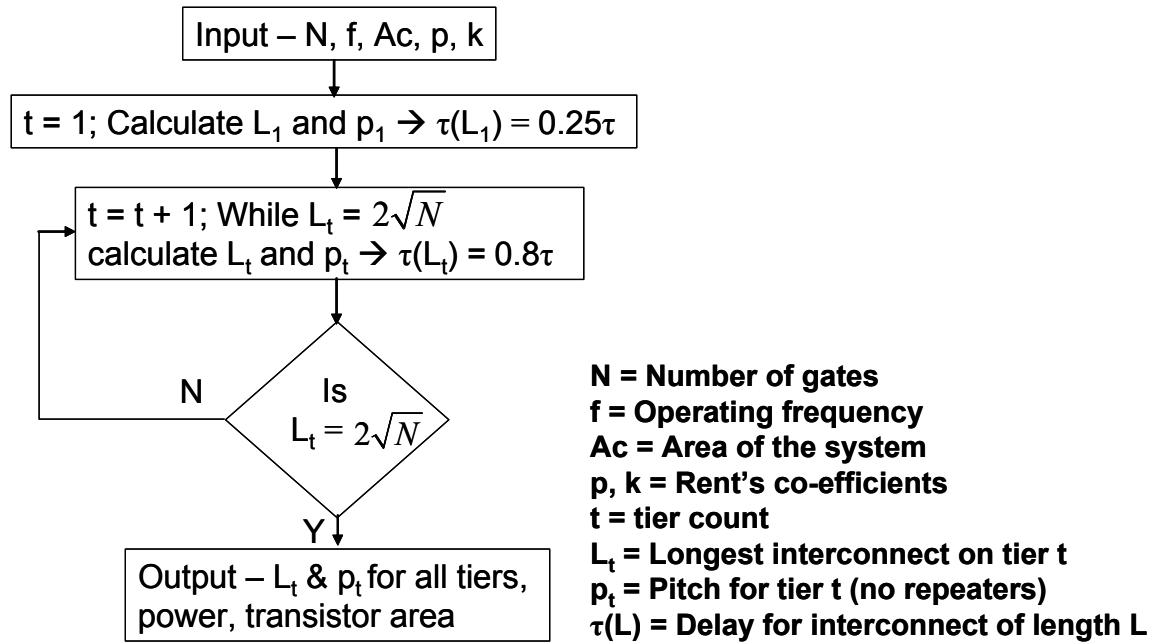 Input – N, f, Ac, p, k
t = 1; Calculate L₁ and p₁ → τ(L₁) = 0.25τ
t = t + 1; While Lₜ = 2√N
calculate Lₜ and pₜ → τ(Lₜ) = 0.8τ
N
Is
Lₜ = 2√N
Y
Output – Lₜ & pₜ for all tiers,
power, transistor area
N = Number of gates
f = Operating frequency
Ac = Area of the system
p, k = Rent's co-efficients
t = tier count
Lₜ = Longest interconnect on tier t
pₜ = Pitch for tier t (no repeaters)
τ(L) = Delay for interconnect of length L